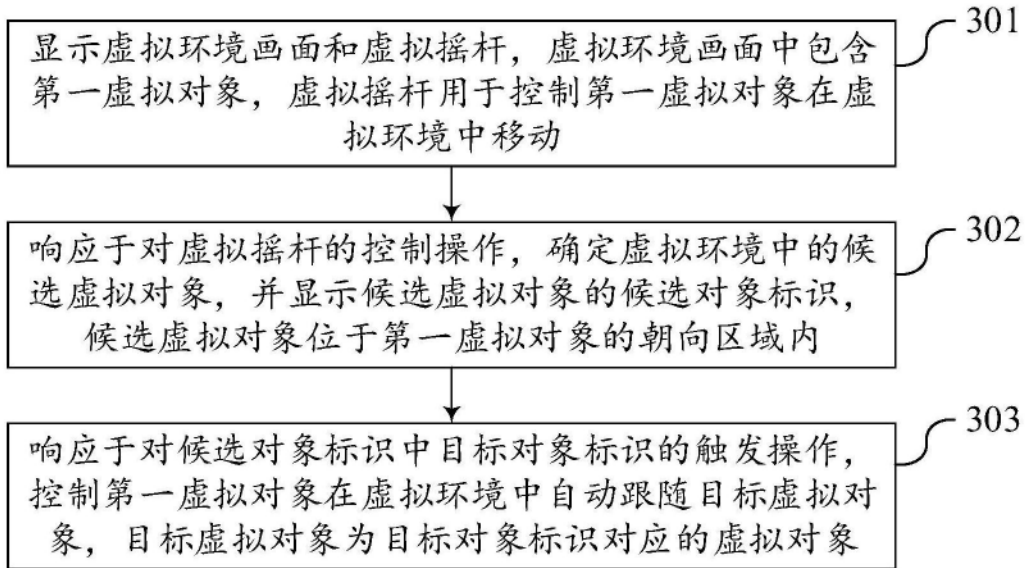 301
显示虚拟环境画面和虚拟摇杆，虚拟环境画面中包含
第一虚拟对象，虚拟摇杆用于控制第一虚拟对象在虚
拟环境中移动
302
响应于对虚拟摇杆的控制操作，确定虚拟环境中的候
选虚拟对象，并显示候选虚拟对象的候选对象标识，
候选虚拟对象位于第一虚拟对象的朝向区域内
303
响应于对候选对象标识中目标对象标识的触发操作，
控制第一虚拟对象在虚拟环境中自动跟随目标虚拟对
象，目标虚拟对象为目标对象标识对应的虚拟对象